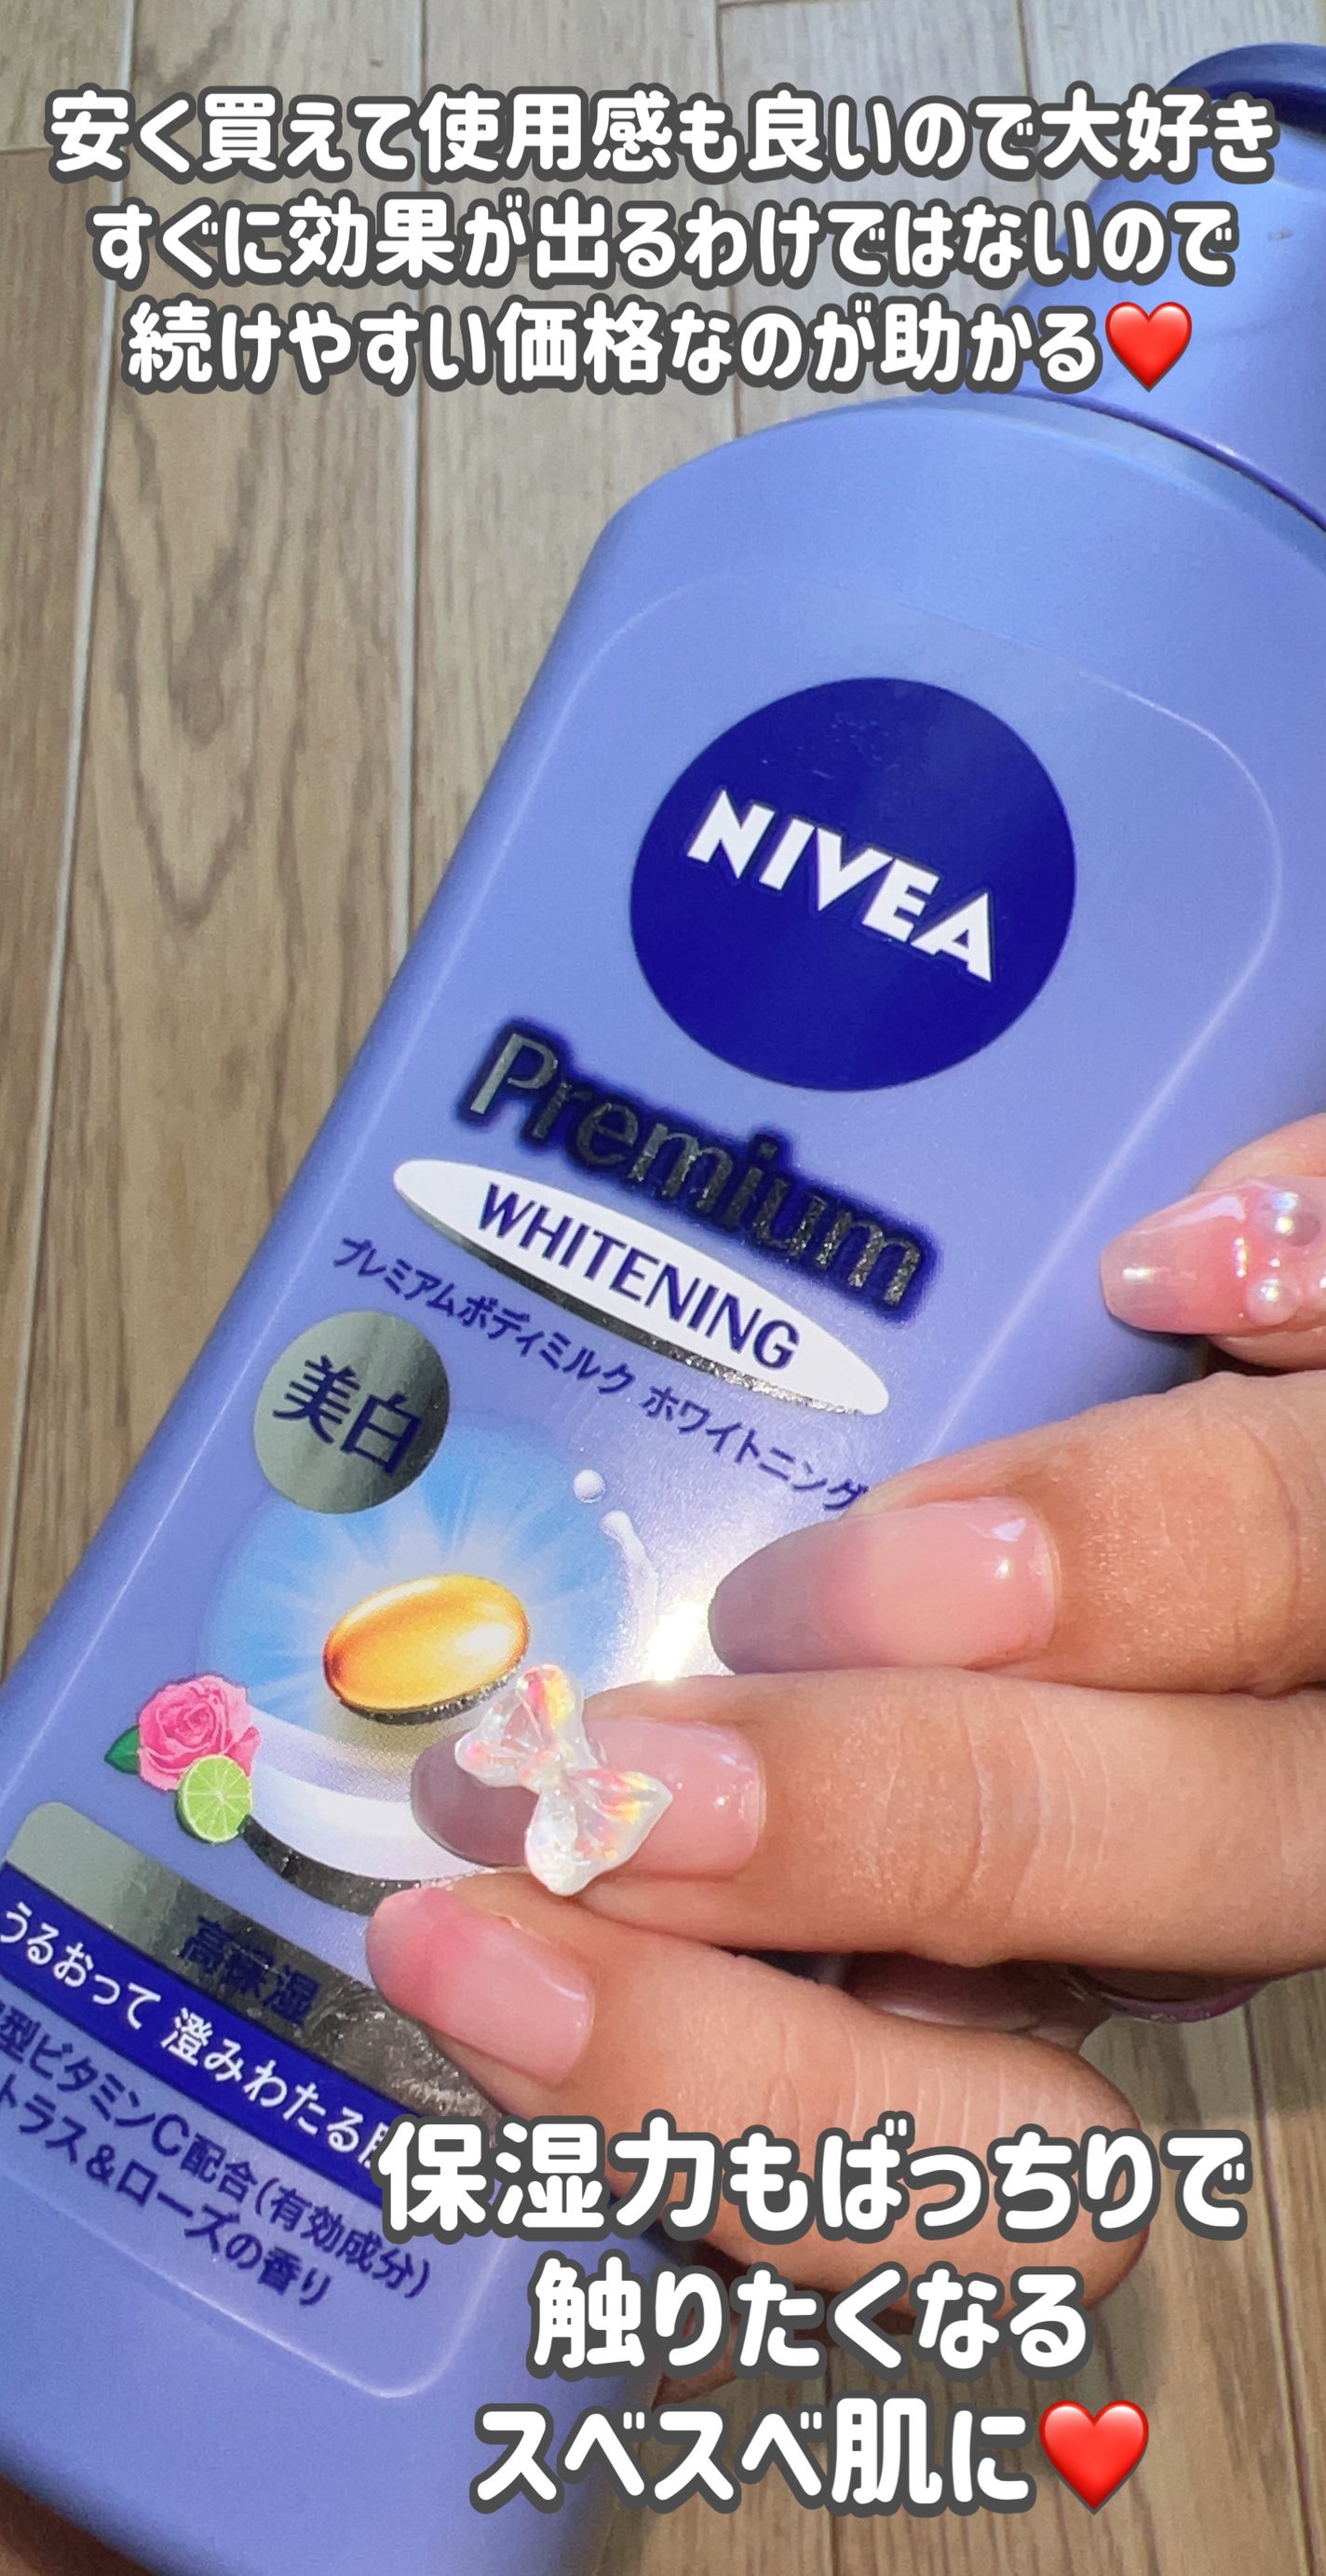 安く買えて使用感も良いので大好き
すぐに効果が出るわけではないので
続けやすい価格なのが助かる❤️
NIVEA
Premium
WHITENING
プレミアムボディミルク ホワイトニング
美白
高保湿
うるおって 澄みわたる
型ビタミンC配合(有効成分)
トラス&ローズの香り
保湿力もばっちりで
触りたくなる
スベスベ肌に❤️